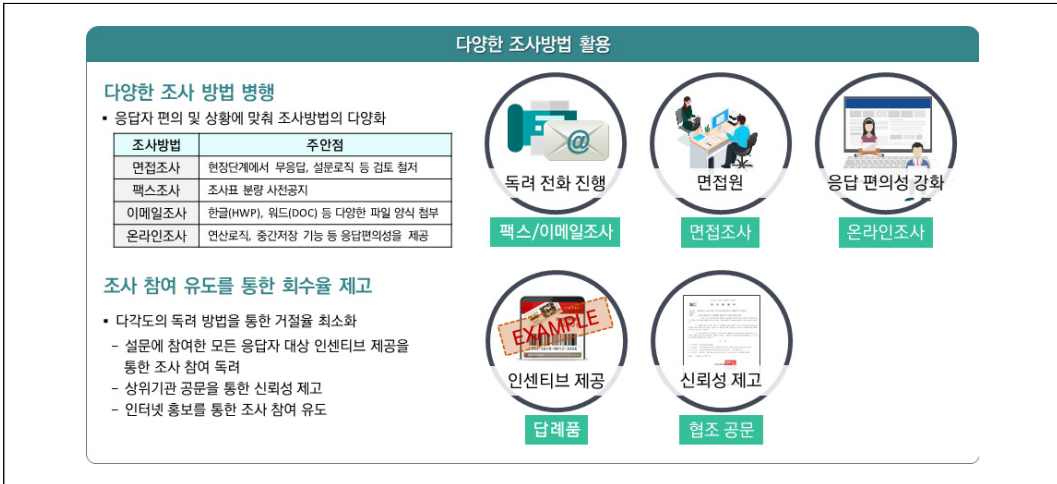 다양한 조사방법 활용
다양한 조사 방법 병행
▪ 응답자 편의 및 상황에 맞춰 조사방법의 다양화
조사방법 주안점
면접조사 현장단계에서 무응답, 설문로직 등 검토 철저
팩스조사 조사표 분량 사전공지
이메일조사 한글(HWP), 워드(DOC) 등 다양한 파일 양식 첨부
온라인조사 연산로직, 중간저장 기능 등 응답편의성을 제공
조사 참여 유도를 통한 회수율 제고
▪ 다각도의 독려 방법을 통한 거절율 최소화
– 설문에 참여한 모든 응답자 대상 인센티브 제공을
통한 조사 참여 독려
– 상위기관 공문을 통한 신뢰성 제고
– 인터넷 홍보를 통한 조사 참여 유도
@
독려 전화 진행
팩스/이메일조사
면접원
면접조사
응답 편의성 강화
온라인조사
EXAMPLE
인센티브 제공
답례품
신뢰성 제고
협조 공문